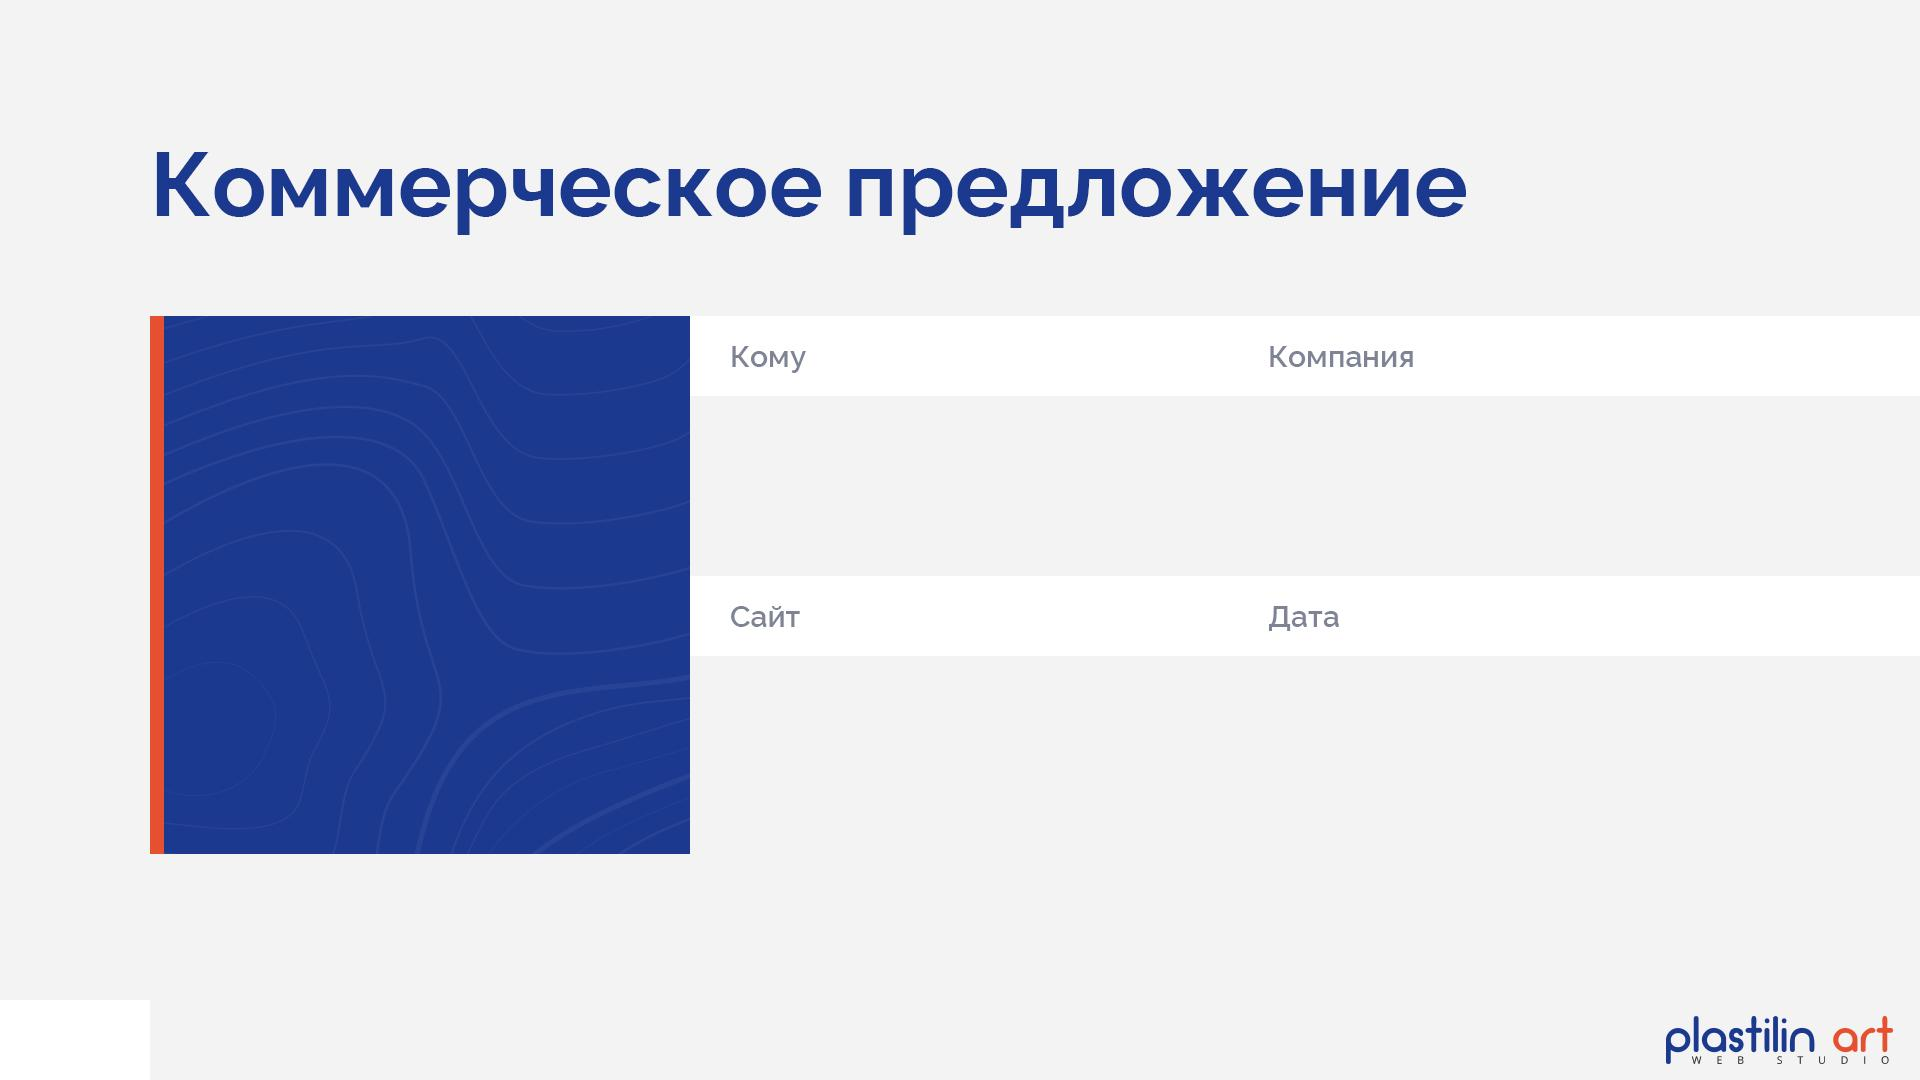 Коммерческое предложение
Кому Компания
Сайт Дата
plastilin art
WEB STUDIO